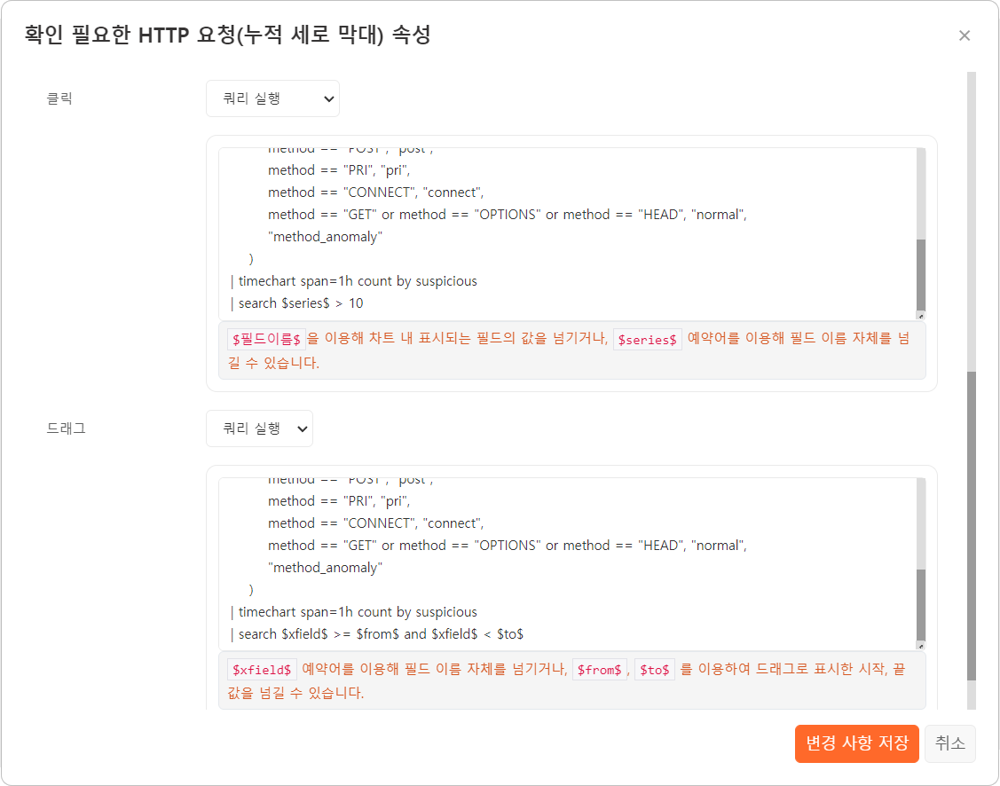 확인 필요한 HTTP 요청(누적 세로 막대) 속성
×
클릭
쿼리 실행
method == "POST", "post",
method == "PRI", "pri",
method == "CONNECT", "connect",
method == "GET" or method == "OPTIONS" or method == "HEAD", "normal",
"method_anomaly"
)
| timechart span=1h count by suspicious
| search $series$ > 10
$필드이름$ 을 이용해 차트 내 표시되는 필드의 값을 넘기거나, $series$ 예약어를 이용해 필드 이름 자체를 넘
길 수 있습니다.
드래그
쿼리 실행
method == "POST", "post",
method == "PRI", "pri",
method == "CONNECT", "connect",
method == "GET" or method == "OPTIONS" or method == "HEAD", "normal",
"method_anomaly"
)
| timechart span=1h count by suspicious
| search $xfield$ >= $from$ and $xfield$ < $to$
$xfield$ 예약어를 이용해 필드 이름 자체를 넘기거나, $from$, $to$ 를 이용하여 드래그로 표시한 시작, 끝
값을 넘길 수 있습니다.
변경 사항 저장
취소